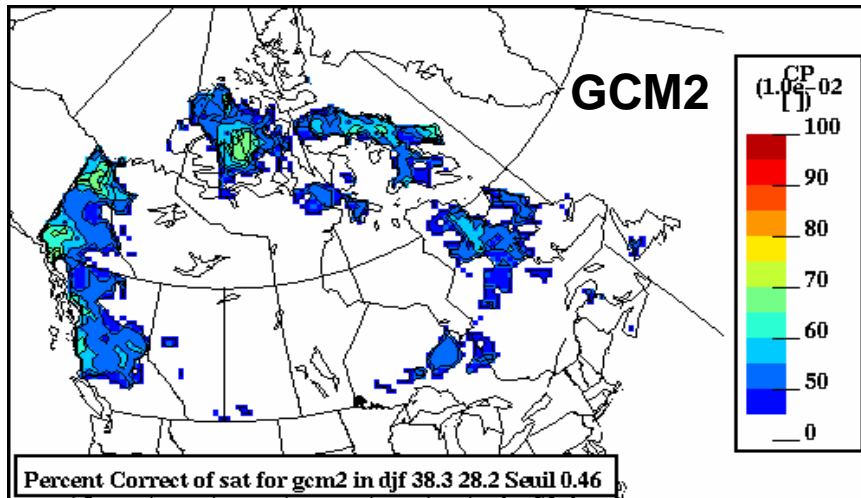 GCM2
CP
(1.0e-02
[ ])
100
90
80
70
60
50
0
Percent Correct of sat for gcm2 in djf 38.3 28.2 Seuil 0.46